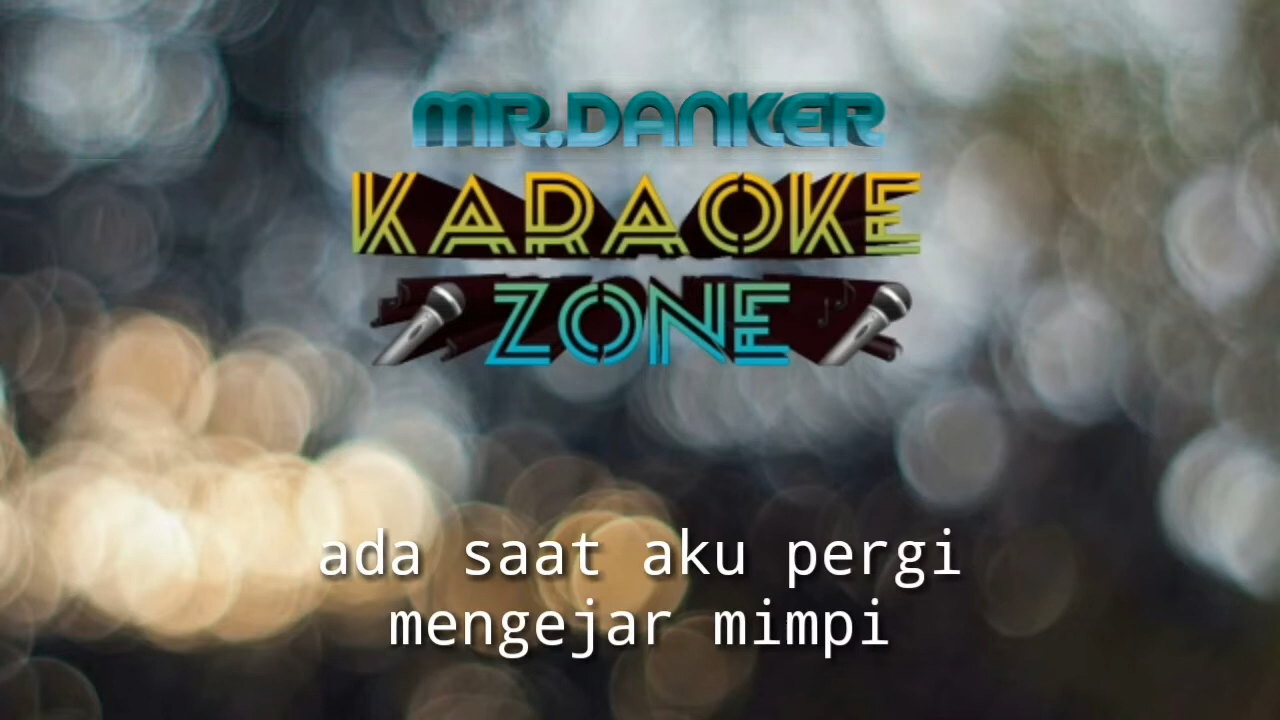 MR.DANKER
KARAOKE
ZONE
ada saat aku pergi
mengejar mimpi